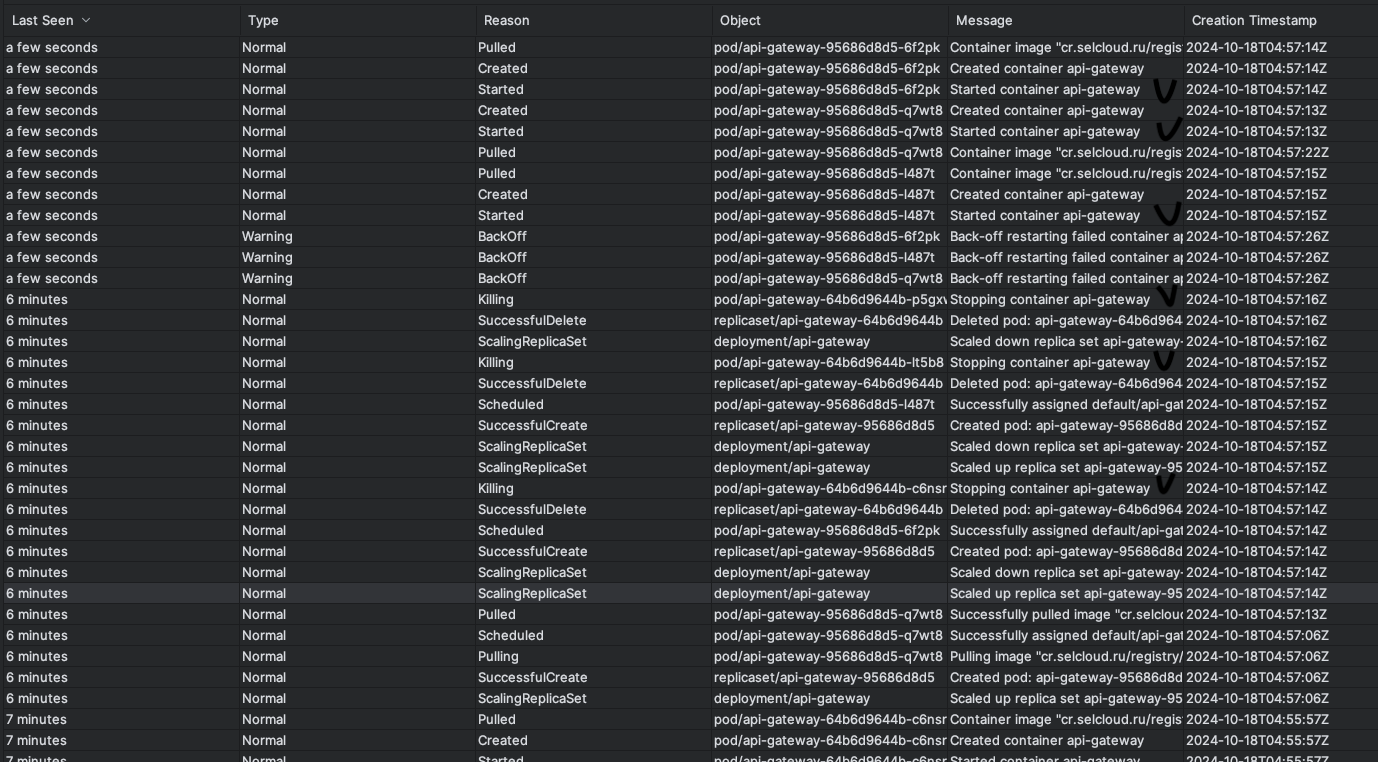 Last Seen Type Reason Object Message Creation Timestamp
a few seconds Normal Pulled pod/api-gateway-95686d8d5-6f2pk Container image "cr.selcloud.ru/regis 2024-10-18T04:57:14Z
a few seconds Normal Created pod/api-gateway-95686d8d5-6f2pk Created container api-gateway 2024-10-18T04:57:14Z
a few seconds Normal Started pod/api-gateway-95686d8d5-6f2pk Started container api-gateway 2024-10-18T04:57:14Z
a few seconds Normal Created pod/api-gateway-95686d8d5-q7wt8 Created container api-gateway 2024-10-18T04:57:13Z
a few seconds Normal Started pod/api-gateway-95686d8d5-q7wt8 Started container api-gateway 2024-10-18T04:57:13Z
a few seconds Normal Pulled pod/api-gateway-95686d8d5-q7wt8 Container image "cr.selcloud.ru/regis 2024-10-18T04:57:22Z
a few seconds Normal Pulled pod/api-gateway-95686d8d5-l487t Container image "cr.selcloud.ru/regis 2024-10-18T04:57:15Z
a few seconds Normal Created pod/api-gateway-95686d8d5-l487t Created container api-gateway 2024-10-18T04:57:15Z
a few seconds Normal Started pod/api-gateway-95686d8d5-l487t Started container api-gateway 2024-10-18T04:57:15Z
a few seconds Warning BackOff pod/api-gateway-95686d8d5-6f2pk Back-off restarting failed container ap 2024-10-18T04:57:26Z
a few seconds Warning BackOff pod/api-gateway-95686d8d5-l487t Back-off restarting failed container ap 2024-10-18T04:57:26Z
a few seconds Warning BackOff pod/api-gateway-95686d8d5-q7wt8 Back-off restarting failed container ap 2024-10-18T04:57:26Z
6 minutes Normal Killing pod/api-gateway-64b6d9644b-p5gxv Stopping container api-gateway 2024-10-18T04:57:16Z
6 minutes Normal SuccessfulDelete replicaset/api-gateway-64b6d9644b Deleted pod: api-gateway-64b6d964 2024-10-18T04:57:16Z
6 minutes Normal ScalingReplicaSet deployment/api-gateway Scaled down replica set api-gateway- 2024-10-18T04:57:16Z
6 minutes Normal Killing pod/api-gateway-64b6d9644b-lt5b8 Stopping container api-gateway 2024-10-18T04:57:15Z
6 minutes Normal SuccessfulDelete replicaset/api-gateway-64b6d9644b Deleted pod: api-gateway-64b6d964 2024-10-18T04:57:15Z
6 minutes Normal Scheduled pod/api-gateway-95686d8d5-l487t Successfully assigned default/api-gat 2024-10-18T04:57:15Z
6 minutes Normal SuccessfulCreate replicaset/api-gateway-95686d8d5 Created pod: api-gateway-95686d8d 2024-10-18T04:57:15Z
6 minutes Normal ScalingReplicaSet deployment/api-gateway Scaled down replica set api-gateway- 2024-10-18T04:57:15Z
6 minutes Normal ScalingReplicaSet deployment/api-gateway Scaled up replica set api-gateway-95 2024-10-18T04:57:15Z
6 minutes Normal Killing pod/api-gateway-64b6d9644b-c6nsr Stopping container api-gateway 2024-10-18T04:57:14Z
6 minutes Normal SuccessfulDelete replicaset/api-gateway-64b6d9644b Deleted pod: api-gateway-64b6d964 2024-10-18T04:57:14Z
6 minutes Normal Scheduled pod/api-gateway-95686d8d5-6f2pk Successfully assigned default/api-gat 2024-10-18T04:57:14Z
6 minutes Normal SuccessfulCreate replicaset/api-gateway-95686d8d5 Created pod: api-gateway-95686d8d 2024-10-18T04:57:14Z
6 minutes Normal ScalingReplicaSet deployment/api-gateway Scaled down replica set api-gateway- 2024-10-18T04:57:14Z
6 minutes Normal ScalingReplicaSet deployment/api-gateway Scaled up replica set api-gateway-95 2024-10-18T04:57:14Z
6 minutes Normal Pulled pod/api-gateway-95686d8d5-q7wt8 Successfully pulled image "cr.selclouc 2024-10-18T04:57:13Z
6 minutes Normal Scheduled pod/api-gateway-95686d8d5-q7wt8 Successfully assigned default/api-gat 2024-10-18T04:57:06Z
6 minutes Normal Pulling pod/api-gateway-95686d8d5-q7wt8 Pulling image "cr.selcloud.ru/registry/ 2024-10-18T04:57:06Z
6 minutes Normal SuccessfulCreate replicaset/api-gateway-95686d8d5 Created pod: api-gateway-95686d8d 2024-10-18T04:57:06Z
6 minutes Normal ScalingReplicaSet deployment/api-gateway Scaled up replica set api-gateway-95 2024-10-18T04:57:06Z
7 minutes Normal Pulled pod/api-gateway-64b6d9644b-c6nsr Container image "cr.selcloud.ru/regis 2024-10-18T04:55:57Z
7 minutes Normal Created pod/api-gateway-64b6d9644b-c6nsr Created container api-gateway 2024-10-18T04:55:57Z
7 minutes Normal Started pod/api-gateway-64b6d9644b-c6nsr Started container api-gateway 2024-10-18T04:55:57Z